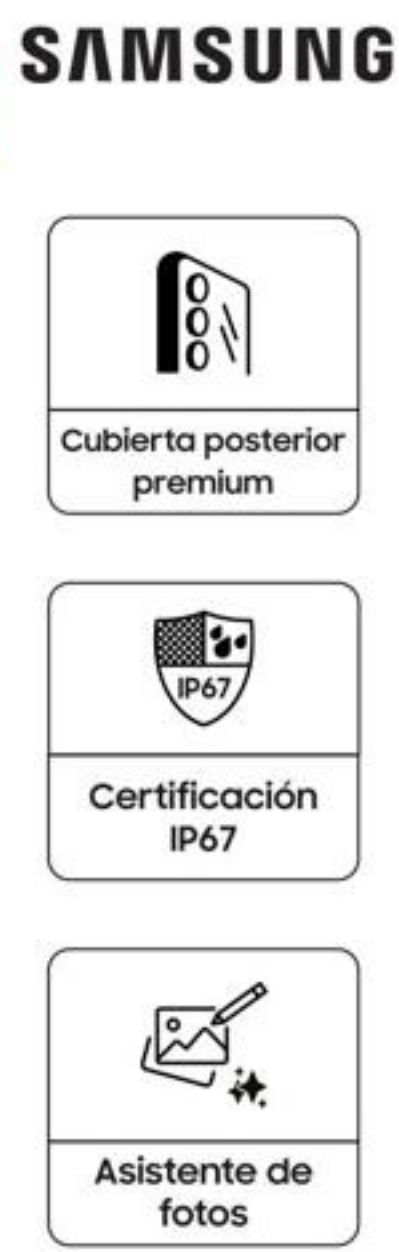 SAMSUNG
Cubierta posterior
premium
IP67
Certificación
IP67
Asistente de
fotos